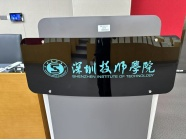 深圳技师学院
SHENZHEN INSTITUTE OF TECHNOLOGY